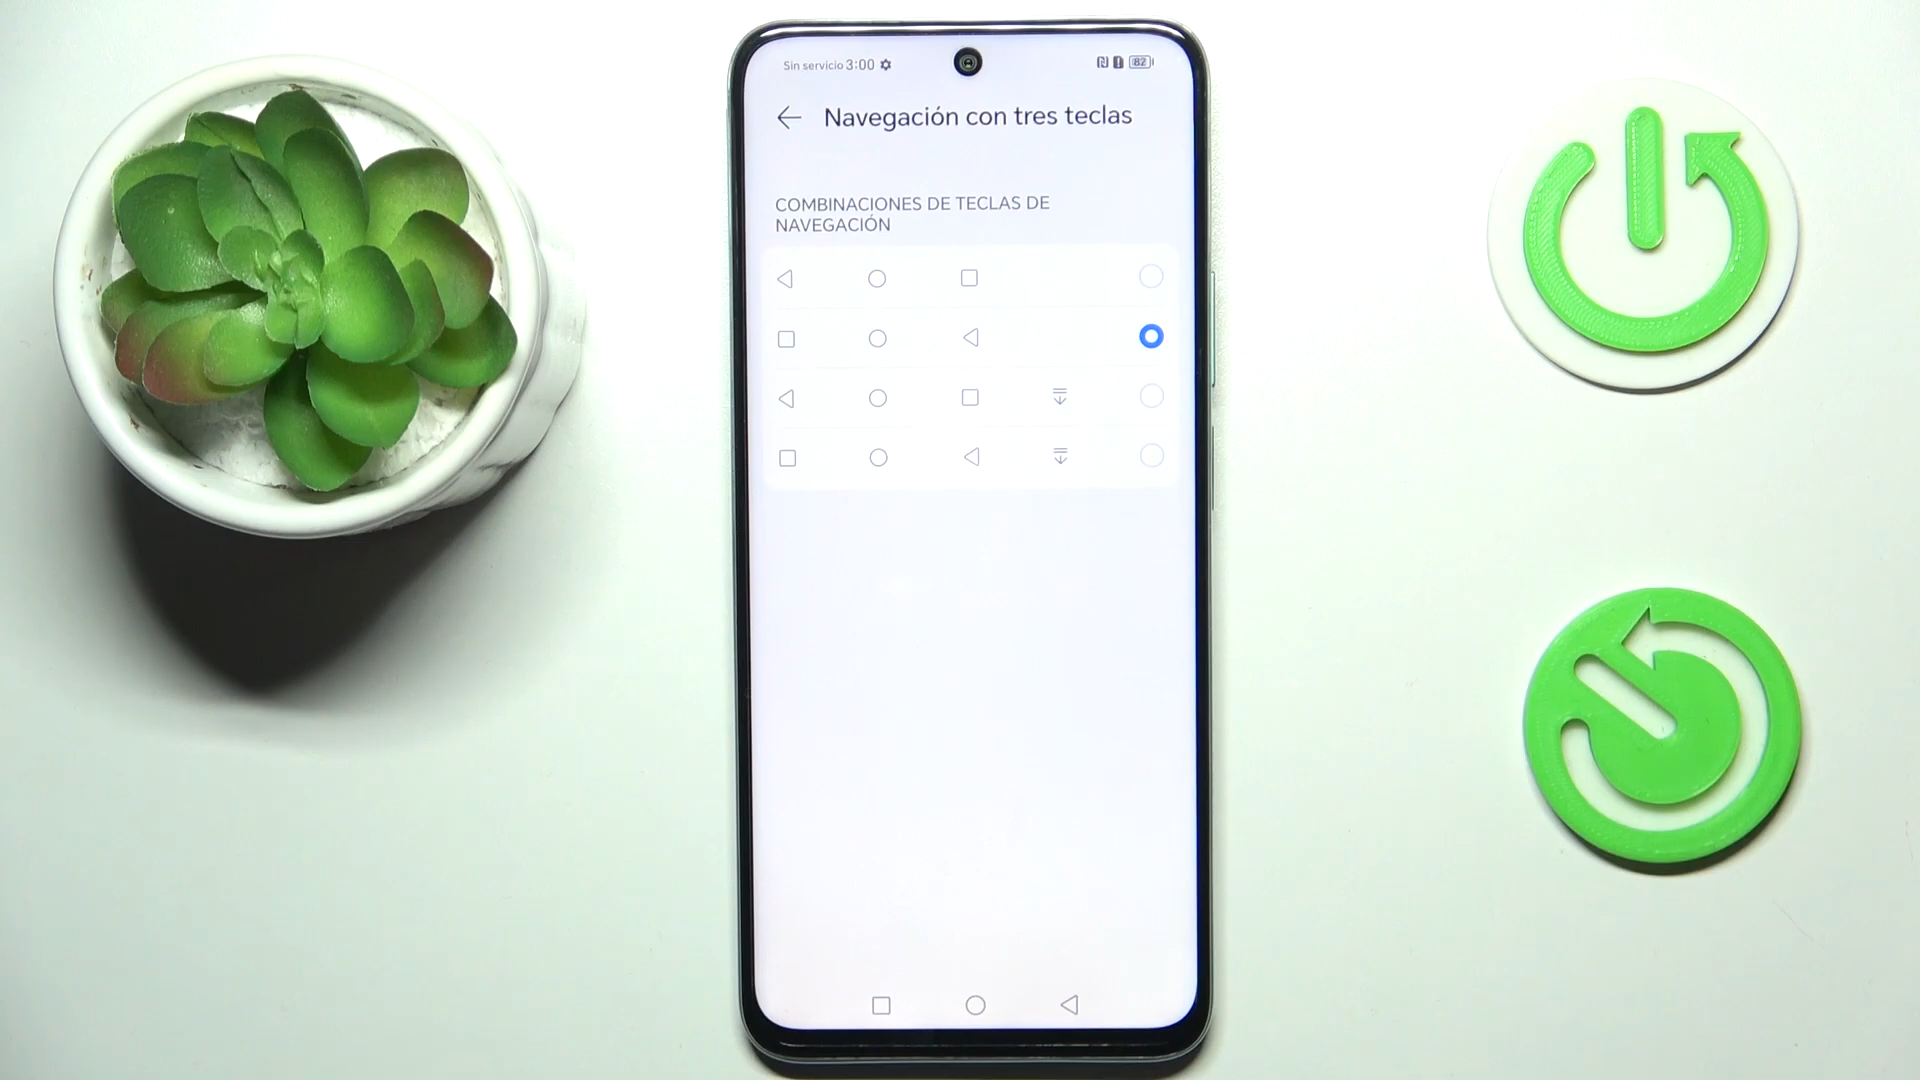 Sin servicio 3:00
82
Navegación con tres teclas
COMBINACIONES DE TECLAS DE
NAVEGACIÓN